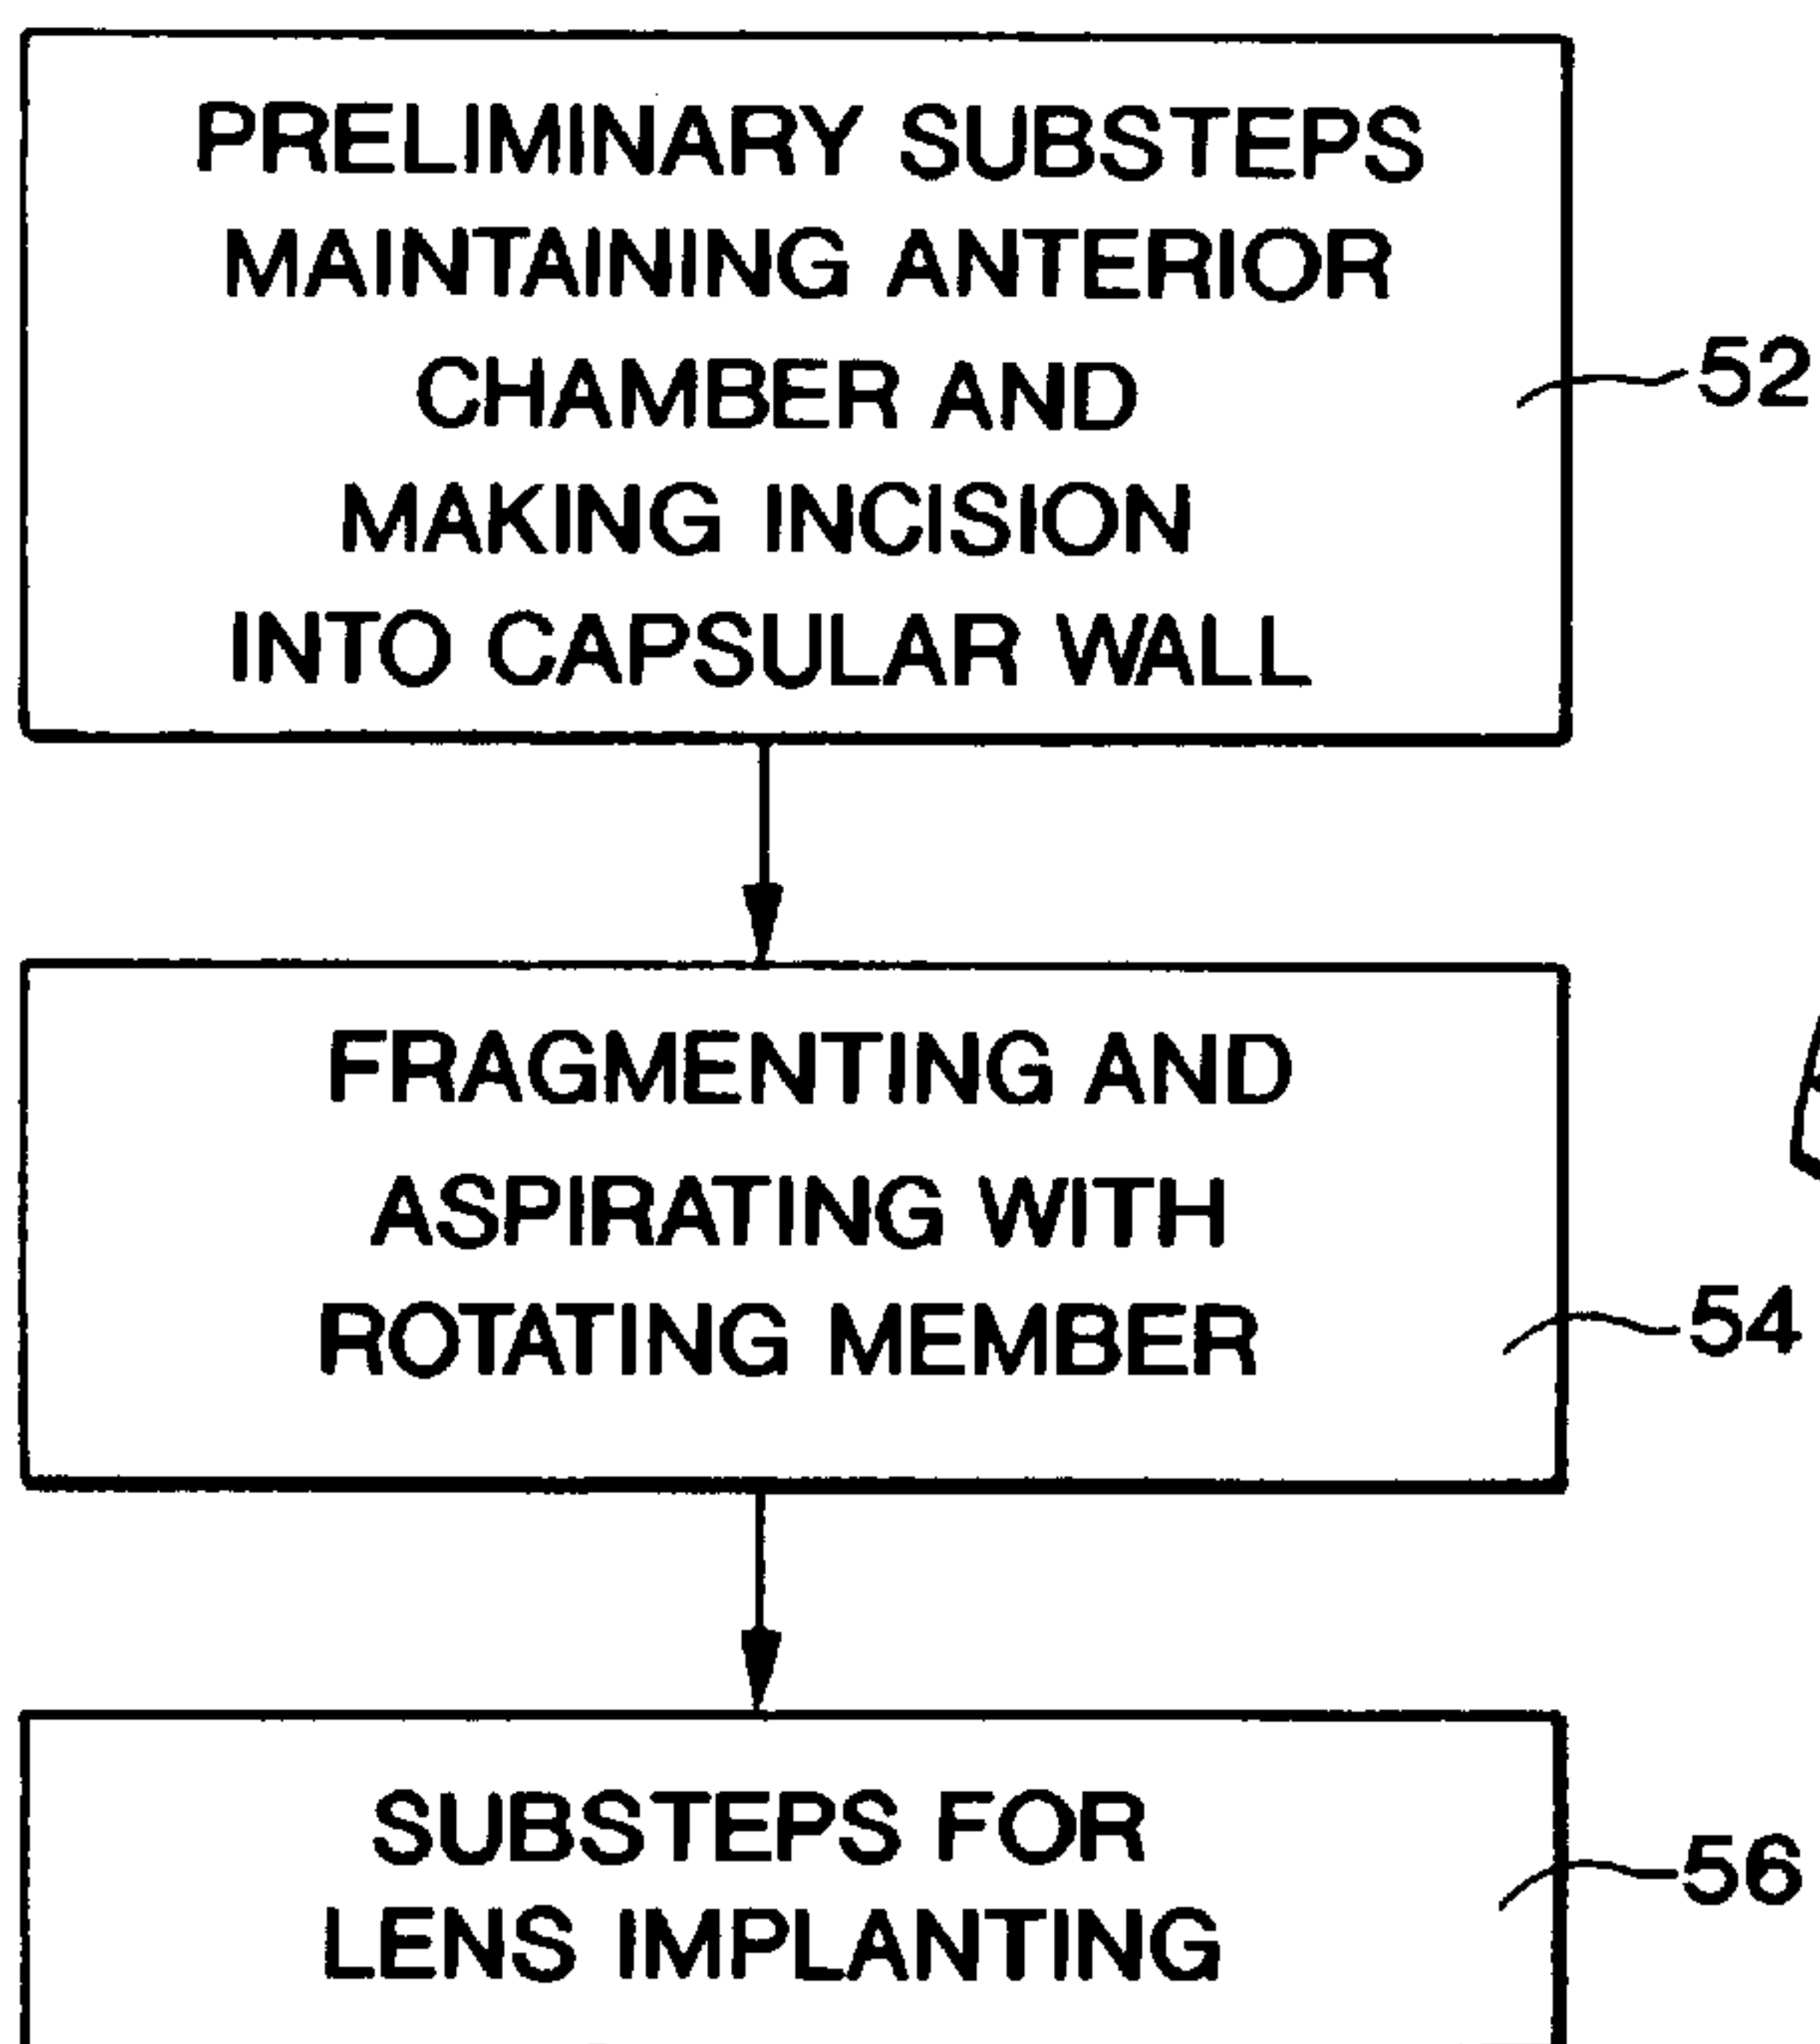 PRELIMINARY SUBSTEPS
MAINTAINING ANTERIOR
CHAMBER AND
MAKING INCISION
INTO CAPSULAR WALL
52
FRAGMENTING AND
ASPIRATING WITH
ROTATING MEMBER
54
SUBSTEPS FOR
LENS IMPLANTING
56